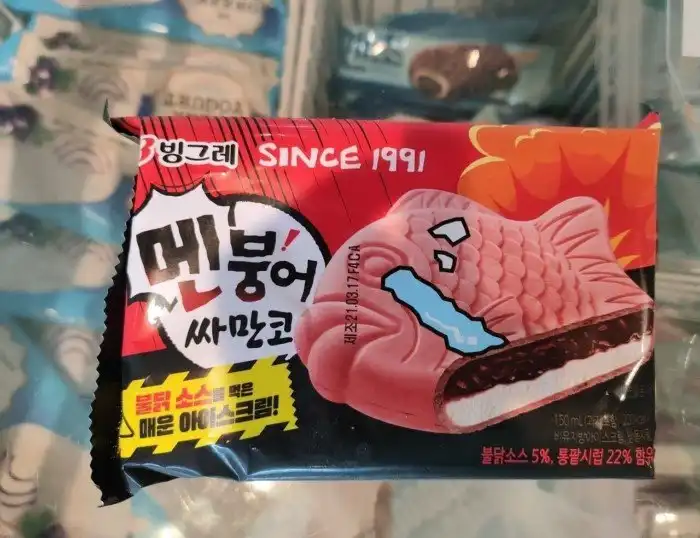 빙그레
SINCE 1991
멘붕어
싸만코
불닭 소스를 먹은
매운 아이스크림!
제조21.03.17F4CA
150 mL
불닭소스 5%, 통팥시럽 22% 함유